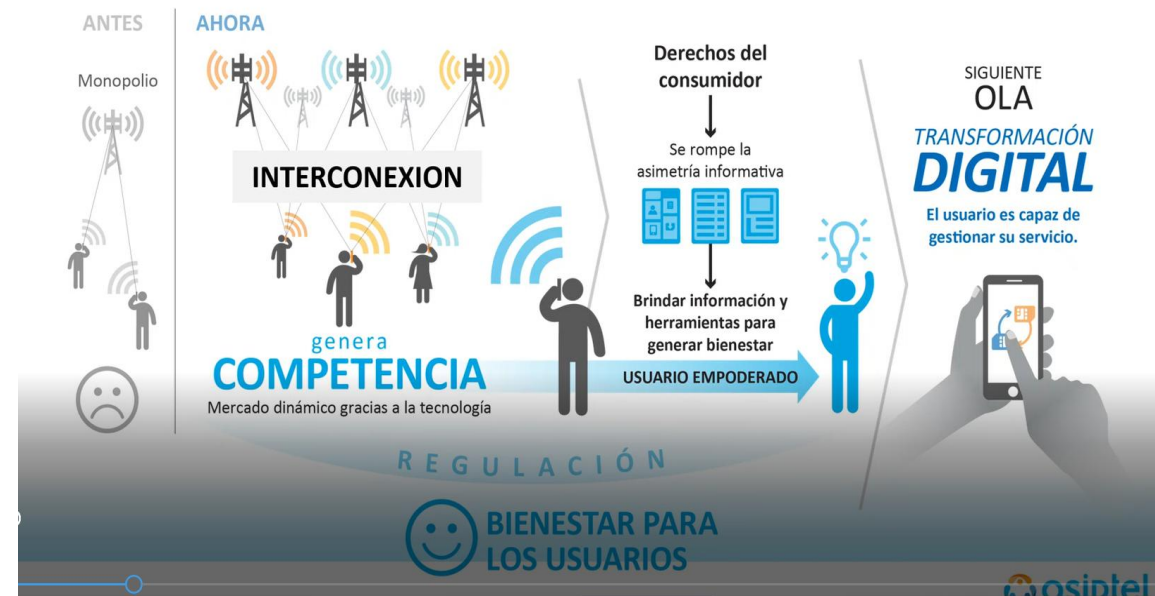 ANTES
AHORA
Monopolio
INTERCONEXION
genera
COMPETENCIA
Mercado dinámico gracias a la tecnología
Derechos del
consumidor
Se rompe la
asimetría informativa
Brindar información y
herramientas para
generar bienestar
USUARIO EMPODERADO
SIGUIENTE
OLA
TRANSFORMACIÓN
DIGITAL
El usuario es capaz de
gestionar su servicio.
REGULACIÓN
BIENESTAR PARA
LOS USUARIOS
osiptel